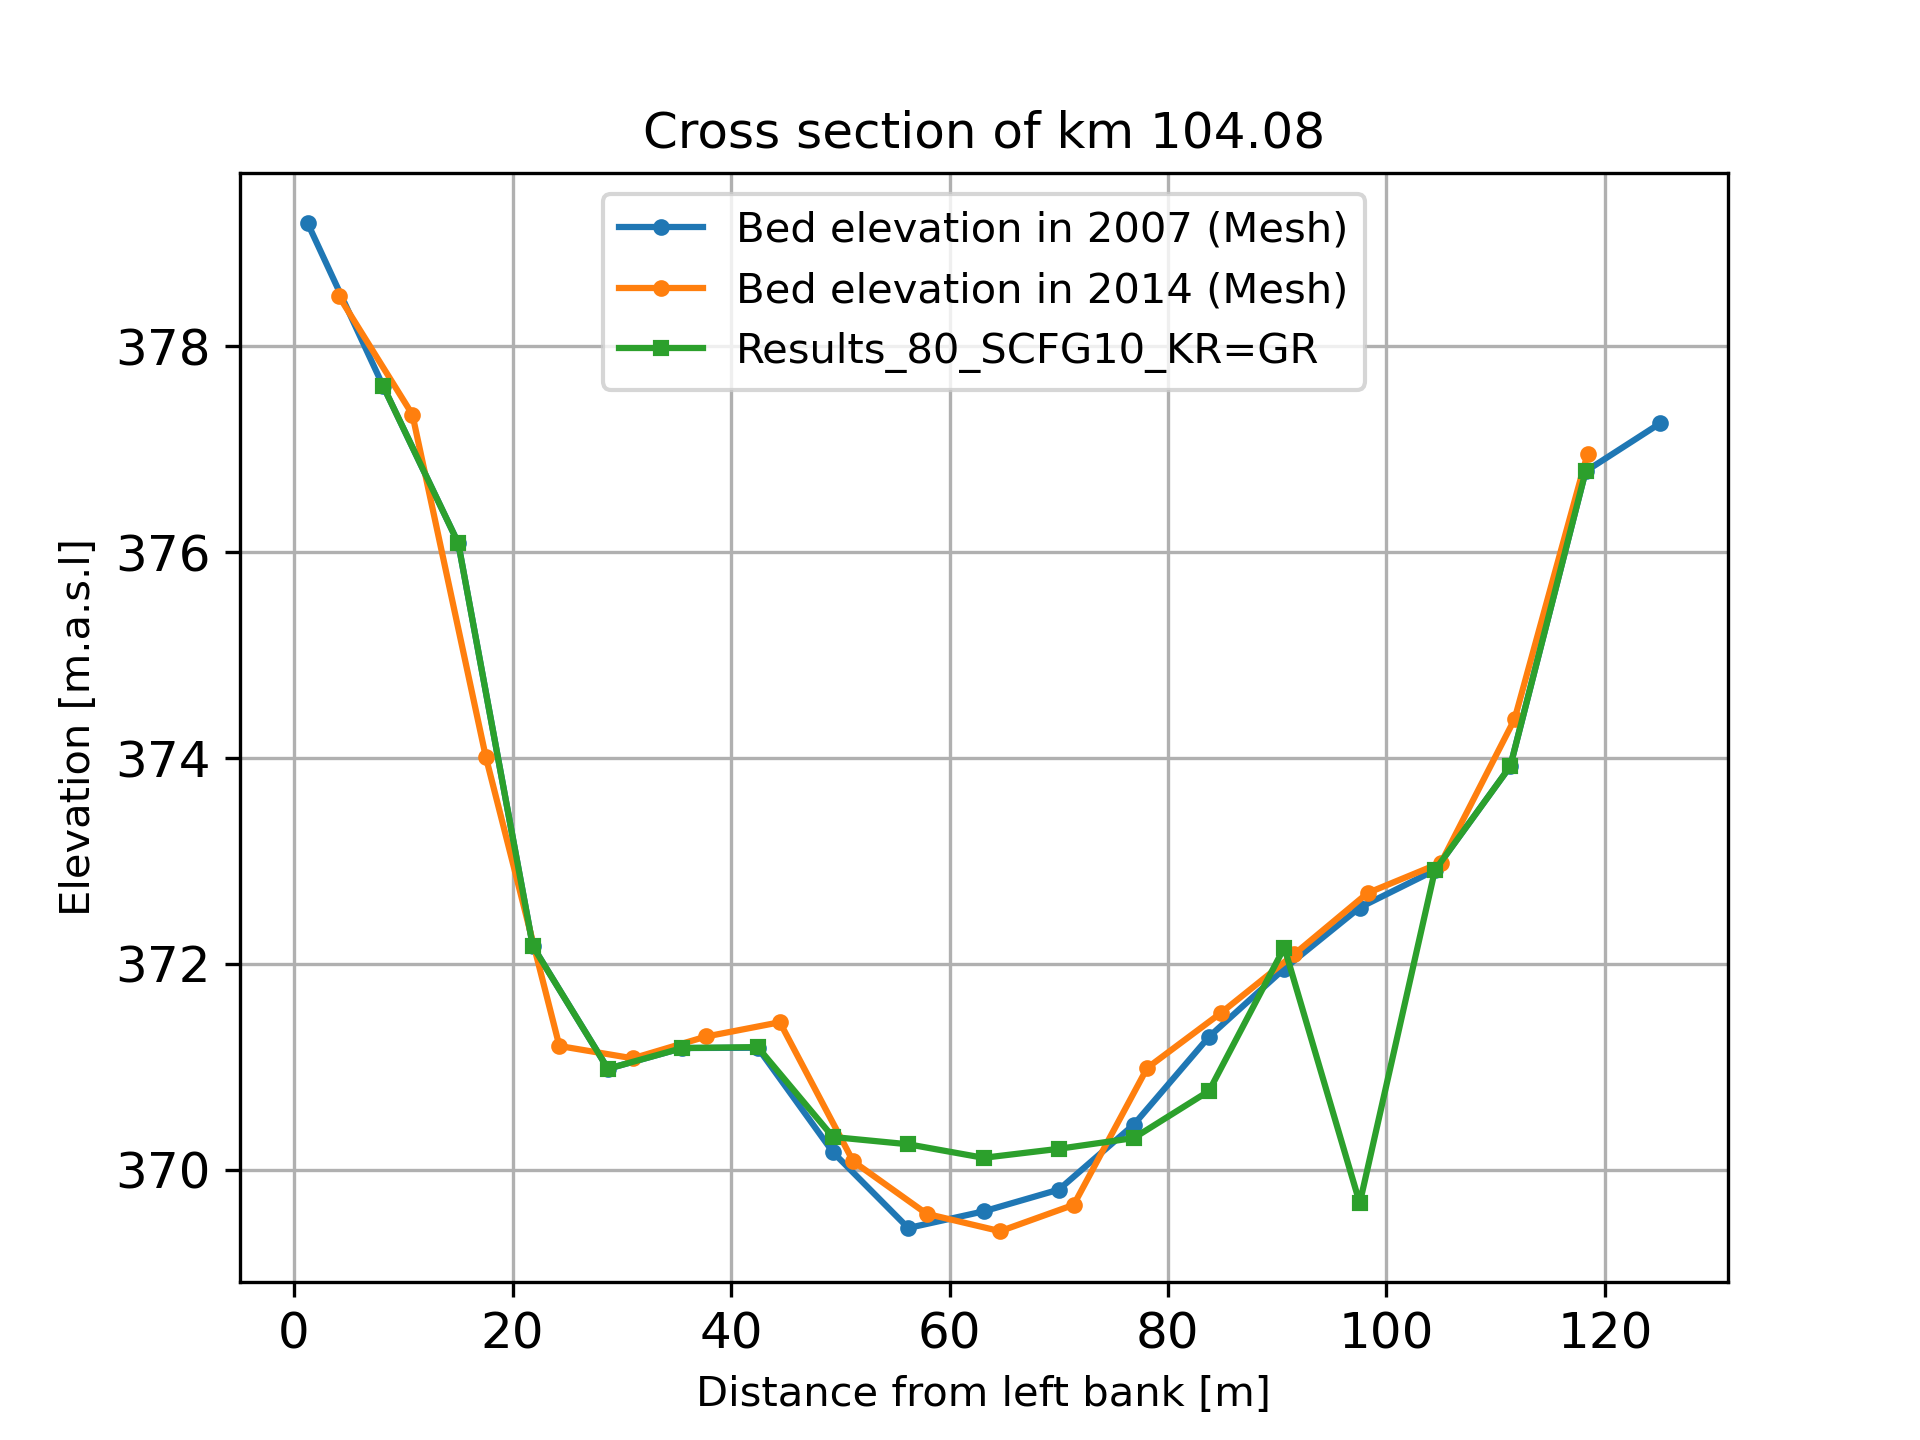 Cross section of km 104.08
Bed elevation in 2007 (Mesh)
Bed elevation in 2014 (Mesh)
Results_80_SCFG10_KR=GR
378
376
374
372
370
Elevation [m.a.s.l]
0 20 40 60 80 100 120
Distance from left bank [m]